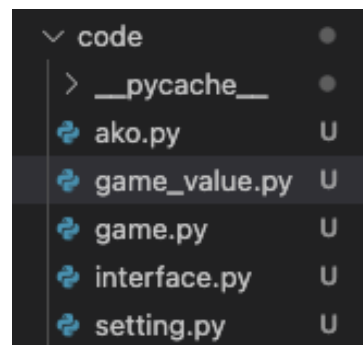 code
__pycache__
ako.py U
game_value.py U
game.py U
interface.py U
setting.py U